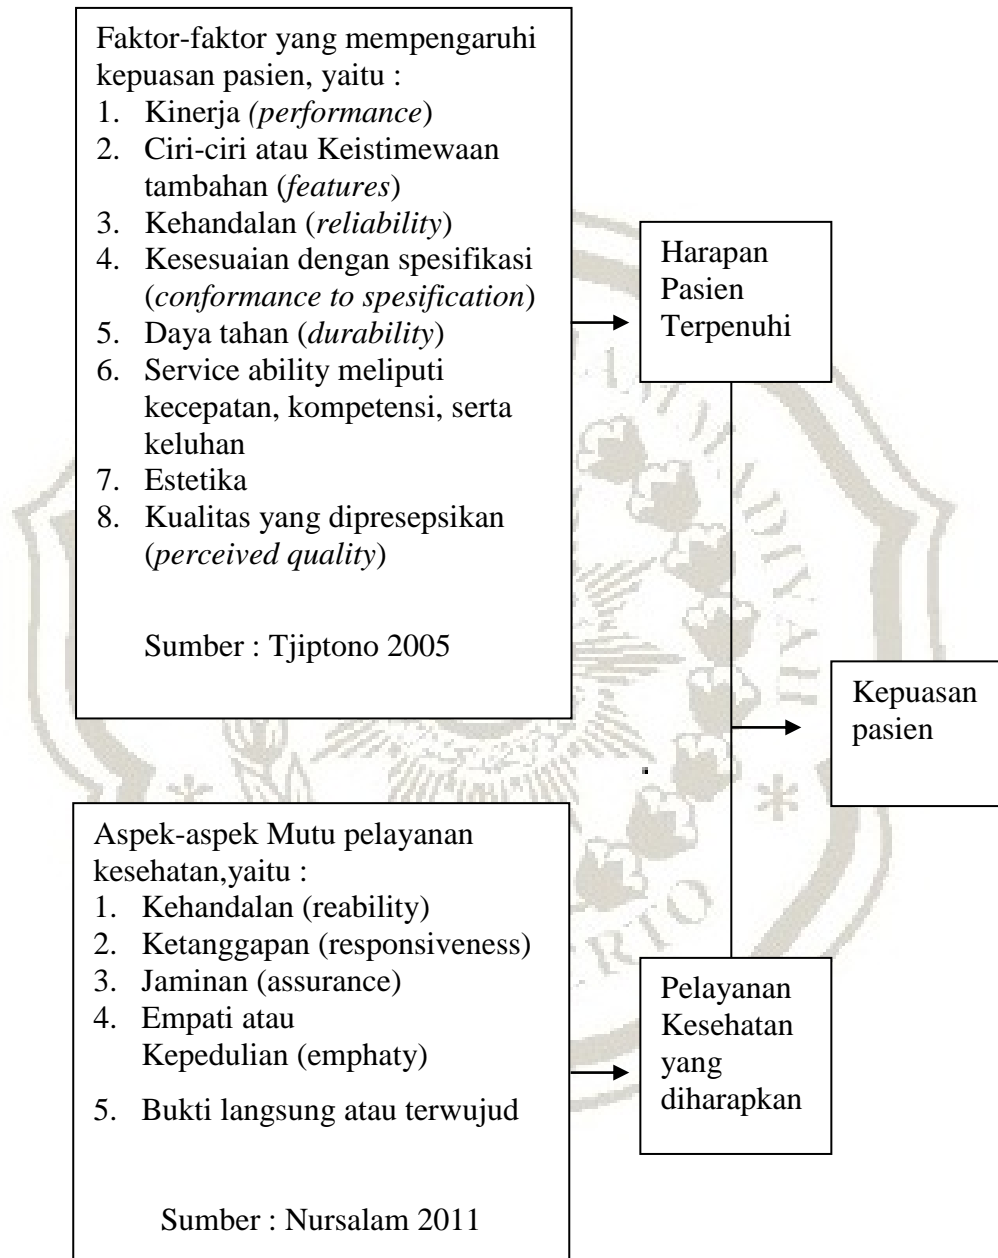 Faktor-faktor yang mempengaruhi
kepuasan pasien, yaitu :
1. Kinerja (performance)
2. Ciri-ciri atau Keistimewaan
tambahan (features)
3. Kehandalan (reliability)
4. Kesesuaian dengan spesifikasi
(conformance to spesification)
5. Daya tahan (durability)
6. Service ability meliputi
kecepatan, kompetensi, serta
keluhan
7. Estetika
8. Kualitas yang dipresepsikan
(perceived quality)
Sumber : Tjiptono 2005
Harapan
Pasien
Terpenuhi
Kepuasan
pasien
Aspek-aspek Mutu pelayanan
kesehatan,yaitu :
1. Kehandalan (reability)
2. Ketanggapan (responsiveness)
3. Jaminan (assurance)
4. Empati atau
Kepedulian (emphaty)
5. Bukti langsung atau terwujud
Sumber : Nursalam 2011
Pelayanan
Kesehatan
yang
diharapkan